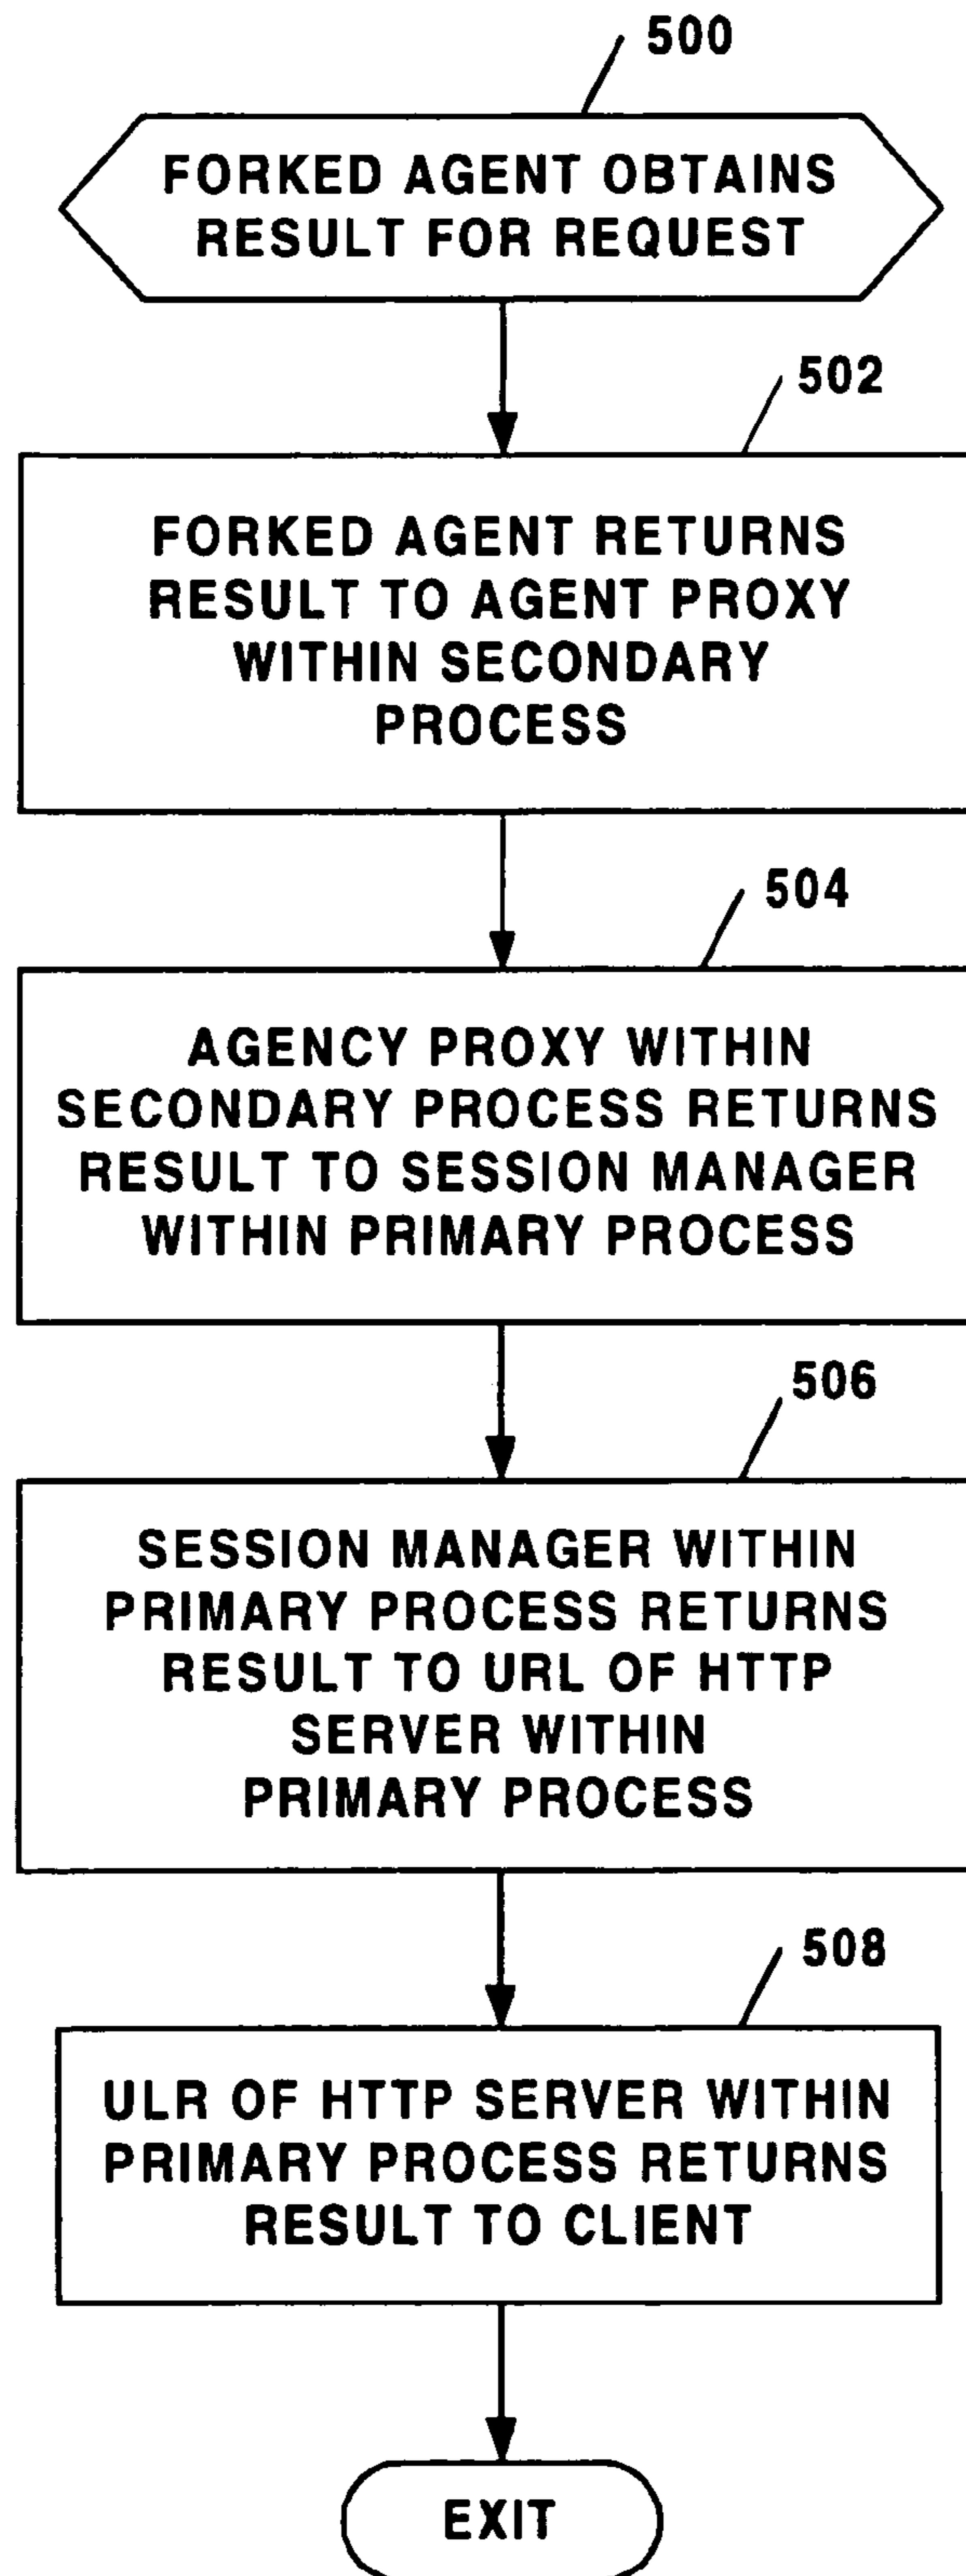 500
FORKED AGENT OBTAINS
RESULT FOR REQUEST
502
FORKED AGENT RETURNS
RESULT TO AGENT PROXY
WITHIN SECONDARY
PROCESS
504
AGENCY PROXY WITHIN
SECONDARY PROCESS RETURNS
RESULT TO SESSION MANAGER
WITHIN PRIMARY PROCESS
506
SESSION MANAGER WITHIN
PRIMARY PROCESS RETURNS
RESULT TO URL OF HTTP
SERVER WITHIN
PRIMARY PROCESS
508
ULR OF HTTP SERVER WITHIN
PRIMARY PROCESS RETURNS
RESULT TO CLIENT
EXIT